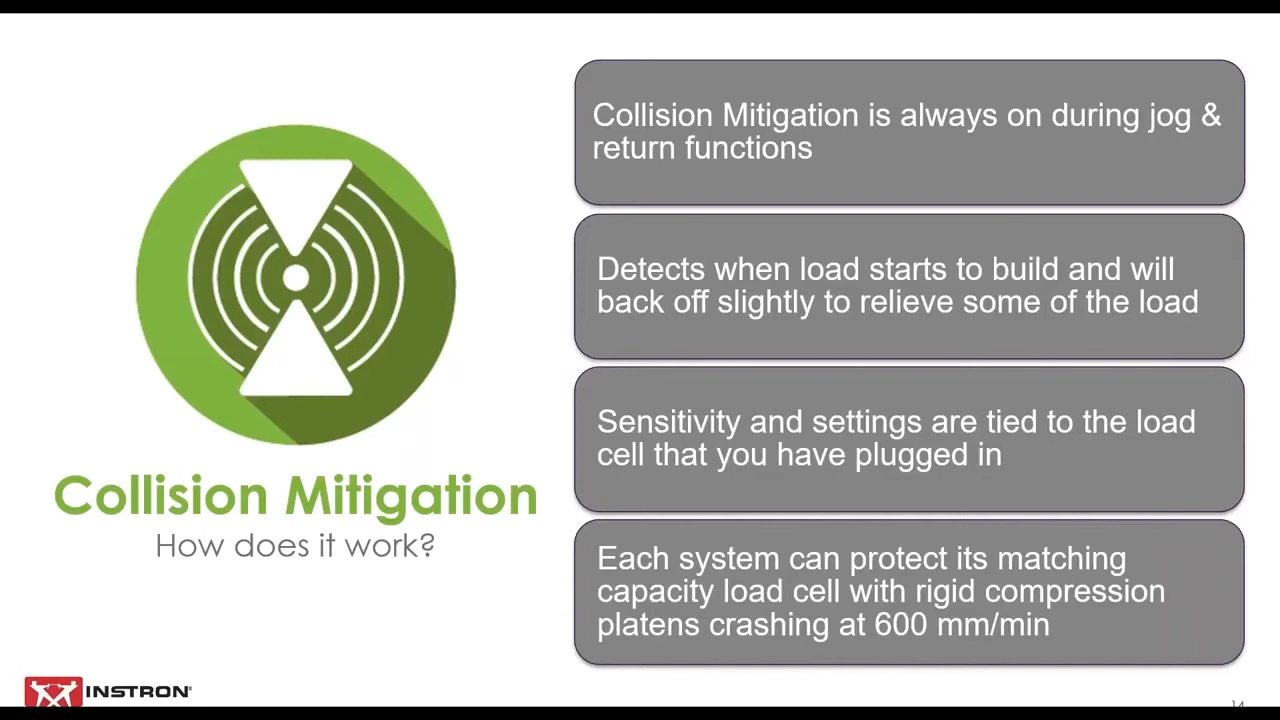 Collision Mitigation is always on during jog &
return functions
Detects when load starts to build and will
back off slightly to relieve some of the load
Sensitivity and settings are tied to the load
cell that you have plugged in
Each system can protect its matching
capacity load cell with rigid compression
platens crashing at 600 mm/min
Collision Mitigation
How does it work?
INSTRON®
14